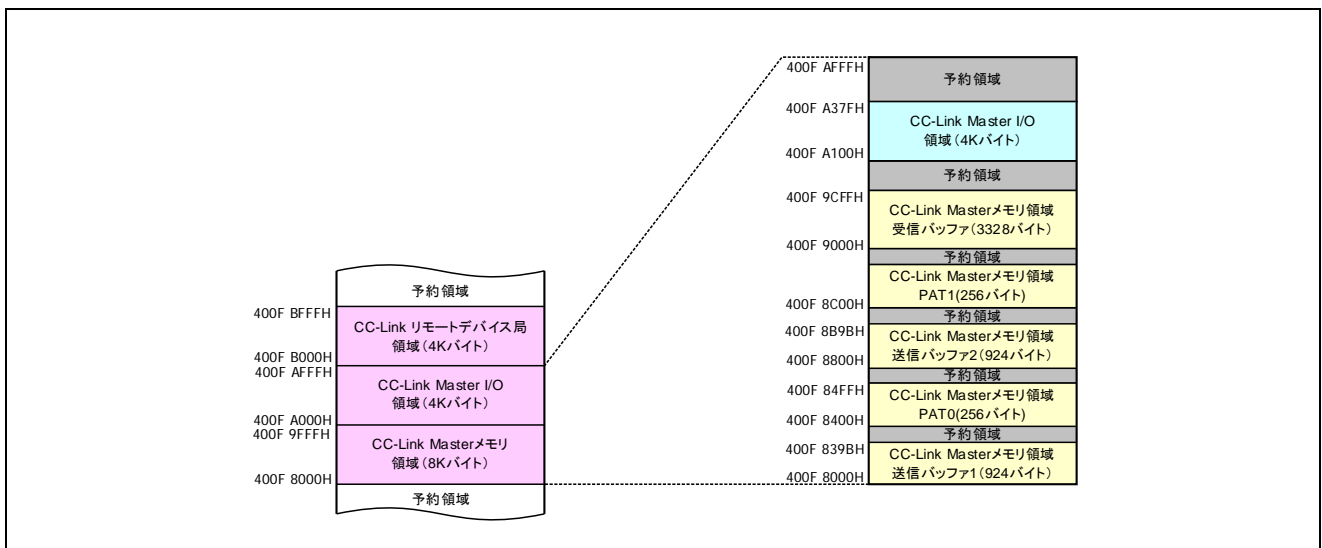 予約領域
400F BFFFH
CC-Link リモートデバイス局
領域(4Kバイト)
400F B000H
400F AFFFH
CC-Link Master I/O
領域(4Kバイト)
400F A000H
400F 9FFFH
CC-Link Masterメモリ
領域(8Kバイト)
400F 8000H
予約領域
400F AFFFH
予約領域
400F A37FH
CC-Link Master I/O
領域(4Kバイト)
400F A100H
予約領域
400F 9CFFH
CC-Link Masterメモリ領域
受信バッファ(3328バイト)
400F 9000H
予約領域
CC-Link Masterメモリ領域
PAT1(256バイト)
400F 8C00H
予約領域
400F 8B9BH
CC-Link Masterメモリ領域
送信バッファ2(924バイト)
400F 8800H
予約領域
400F 84FFH
CC-Link Masterメモリ領域
PAT0(256バイト)
400F 8400H
予約領域
400F 839BH
CC-Link Masterメモリ領域
送信バッファ1(924バイト)
400F 8000H